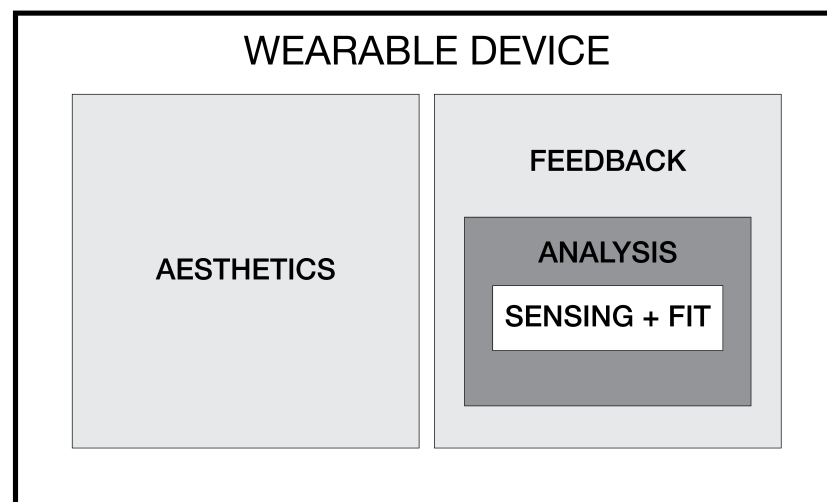 WEARABLE DEVICE
AESTHETICS
FEEDBACK
ANALYSIS
SENSING + FIT